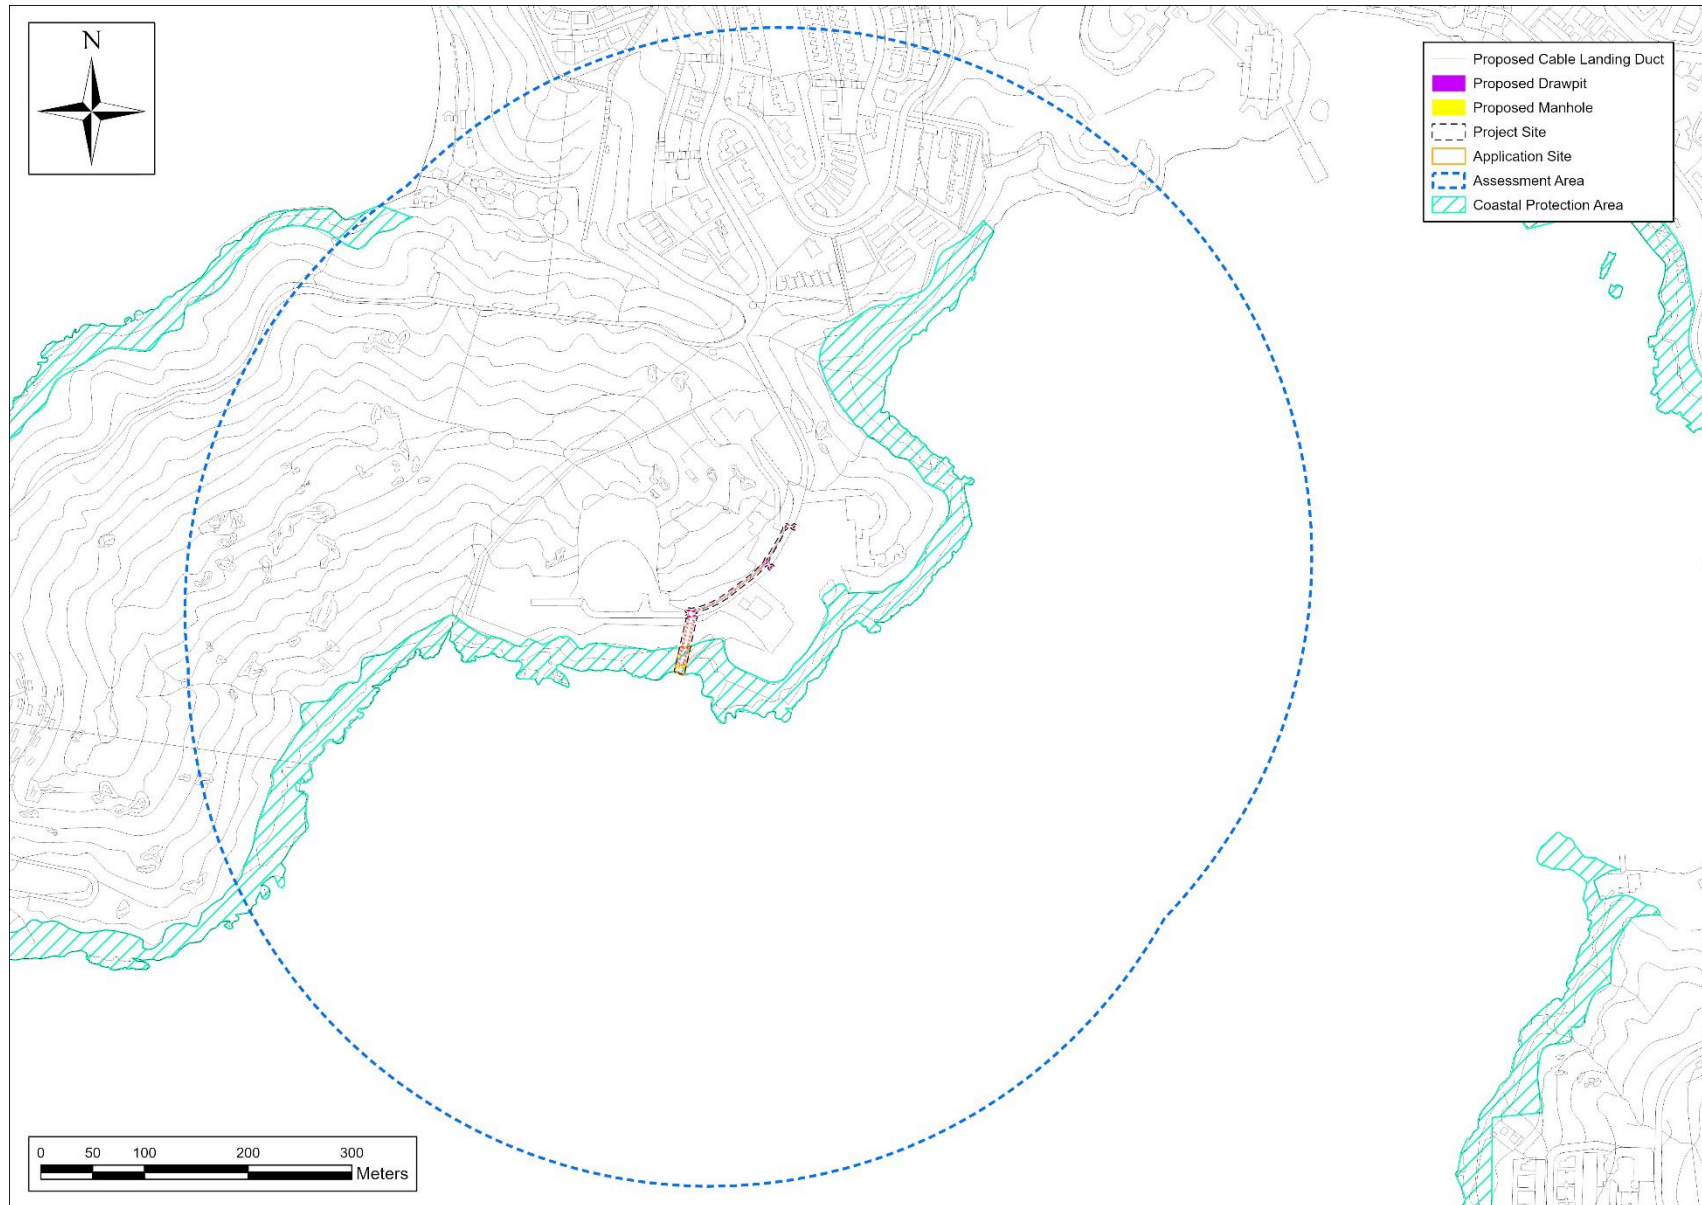 N
Proposed Cable Landing Duct
Proposed Drawpit
Proposed Manhole
Project Site
Application Site
Assessment Area
Coastal Protection Area
0 50 100 200 300
Meters